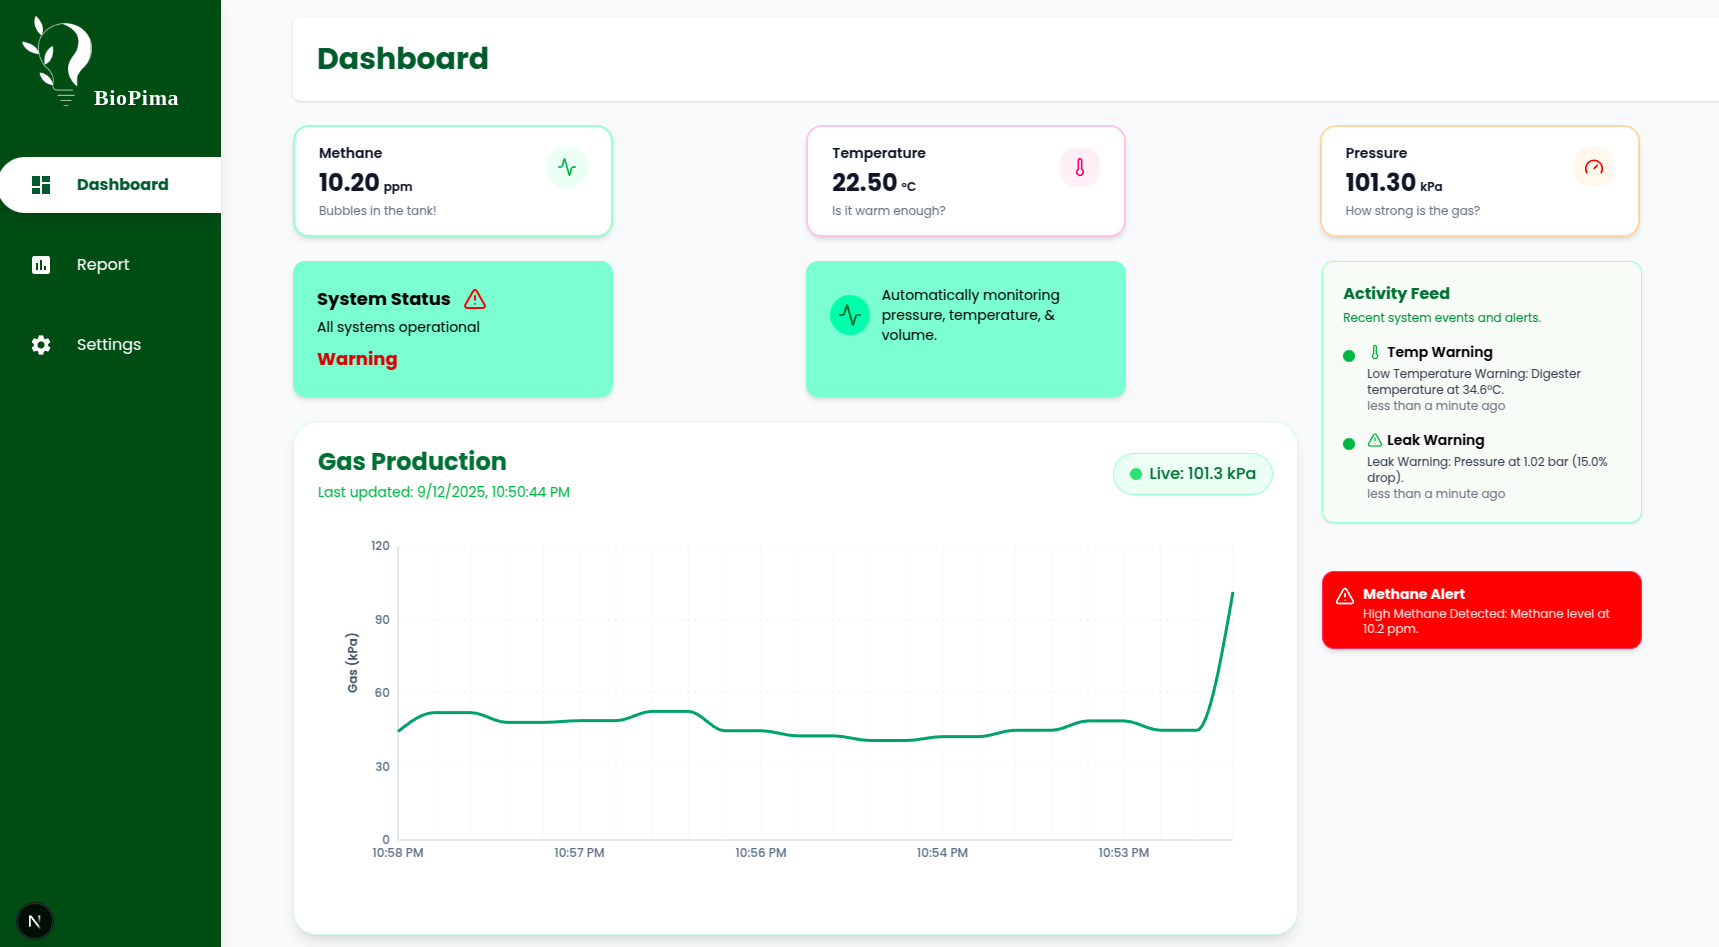 BioPima
Dashboard
Report
Settings
Dashboard
Methane
10.20 ppm
Bubbles in the tank!
Temperature
22.50 °C
Is it warm enough?
Pressure
101.30 kPa
How strong is the gas?
System Status
All systems operational
Warning
Automatically monitoring
pressure, temperature, &
volume.
Activity Feed
Recent system events and alerts.
Temp Warning
Low Temperature Warning: Digester
temperature at 34.6°C.
less than a minute ago
Leak Warning
Leak Warning: Pressure at 1.02 bar (15.0%
drop).
less than a minute ago
Methane Alert
High Methane Detected: Methane level at
10.2 ppm.
Gas Production
Last updated: 9/12/2025, 10:50:44 PM
Live: 101.3 kPa
Gas (kPa)
120
90
60
30
0
10:58 PM
10:57 PM
10:56 PM
10:54 PM
10:53 PM
N